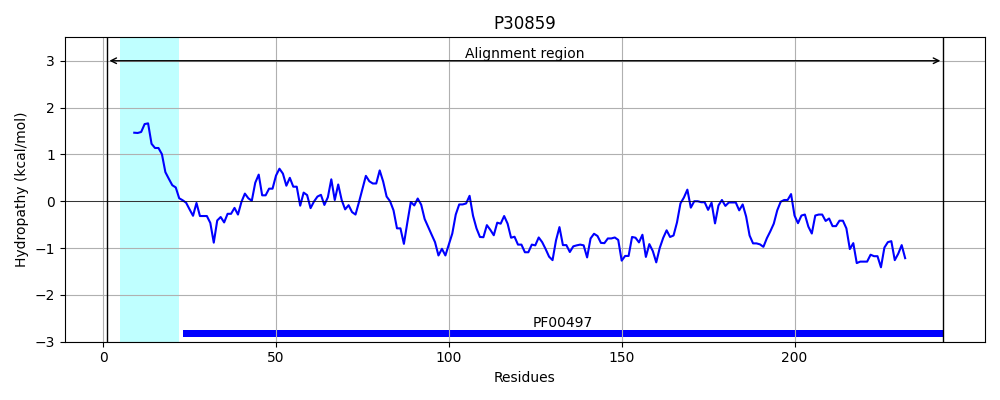 P30859
Alignment region
3
2
1
0
−1
−2
−3
Hydropathy (kcal/mol)
PF00497
0 50 100 150 200
Residues